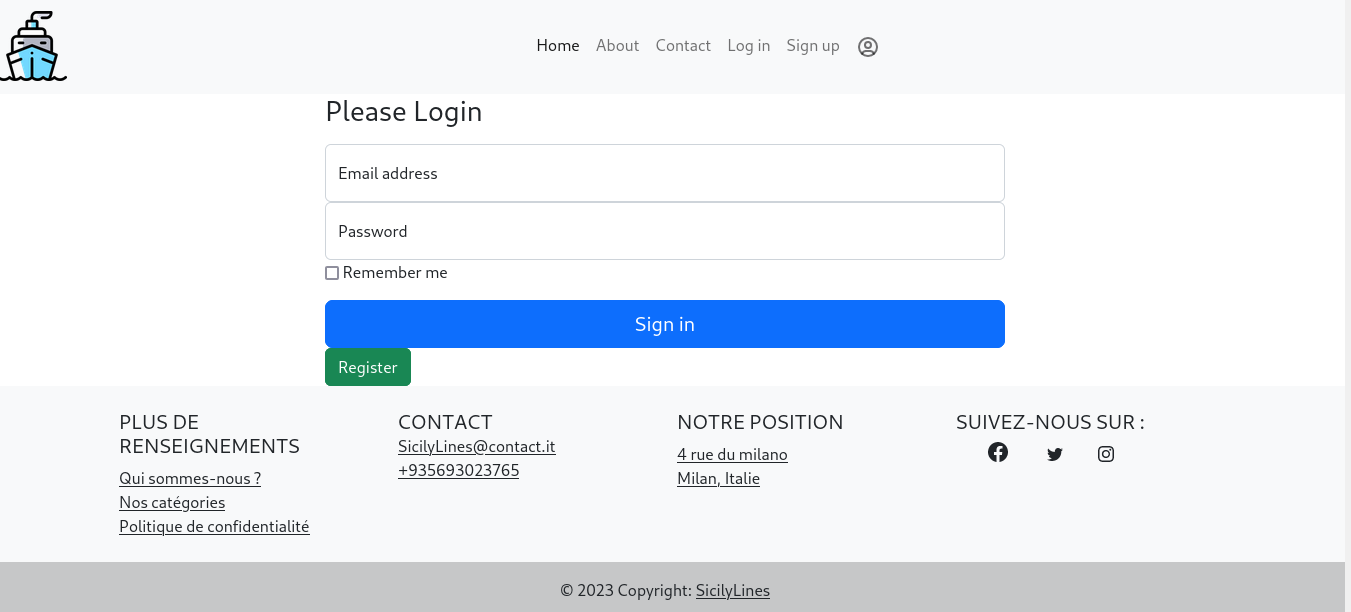 Home About Contact Log in Sign up
Please Login
Email address
Password
Remember me
Sign in
Register
PLUS DE
RENSEIGNEMENTS
Qui sommes-nous ?
Nos catégories
Politique de confidentialité
CONTACT
SicilyLines@contact.it
+935693023765
NOTRE POSITION
4 rue du milano
Milan, Italie
SUIVEZ-NOUS SUR :
© 2023 Copyright: SicilyLines